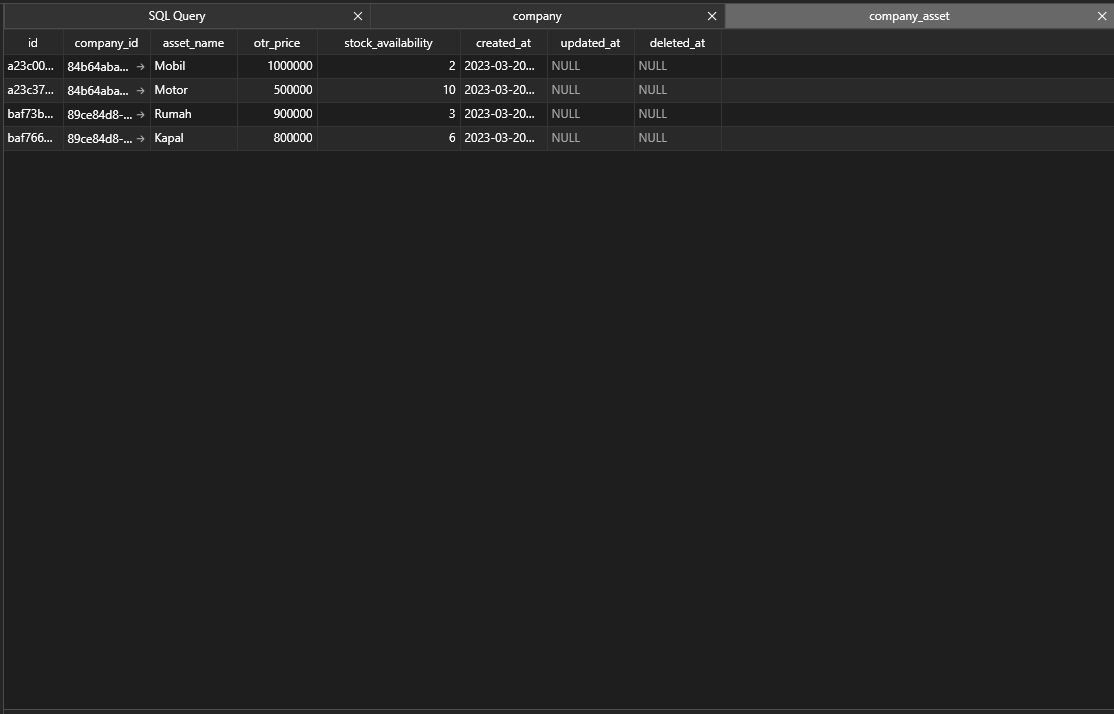 SQL Query company company_asset
id company_id asset_name otr_price stock_availability created_at updated_at deleted_at
a23c00... 84b64aba... → Mobil 1000000 2 2023-03-20... NULL NULL
a23c37... 84b64aba... → Motor 500000 10 2023-03-20... NULL NULL
baf73b... 89ce84d8-... → Rumah 900000 3 2023-03-20... NULL NULL
baf766... 89ce84d8-... → Kapal 800000 6 2023-03-20... NULL NULL